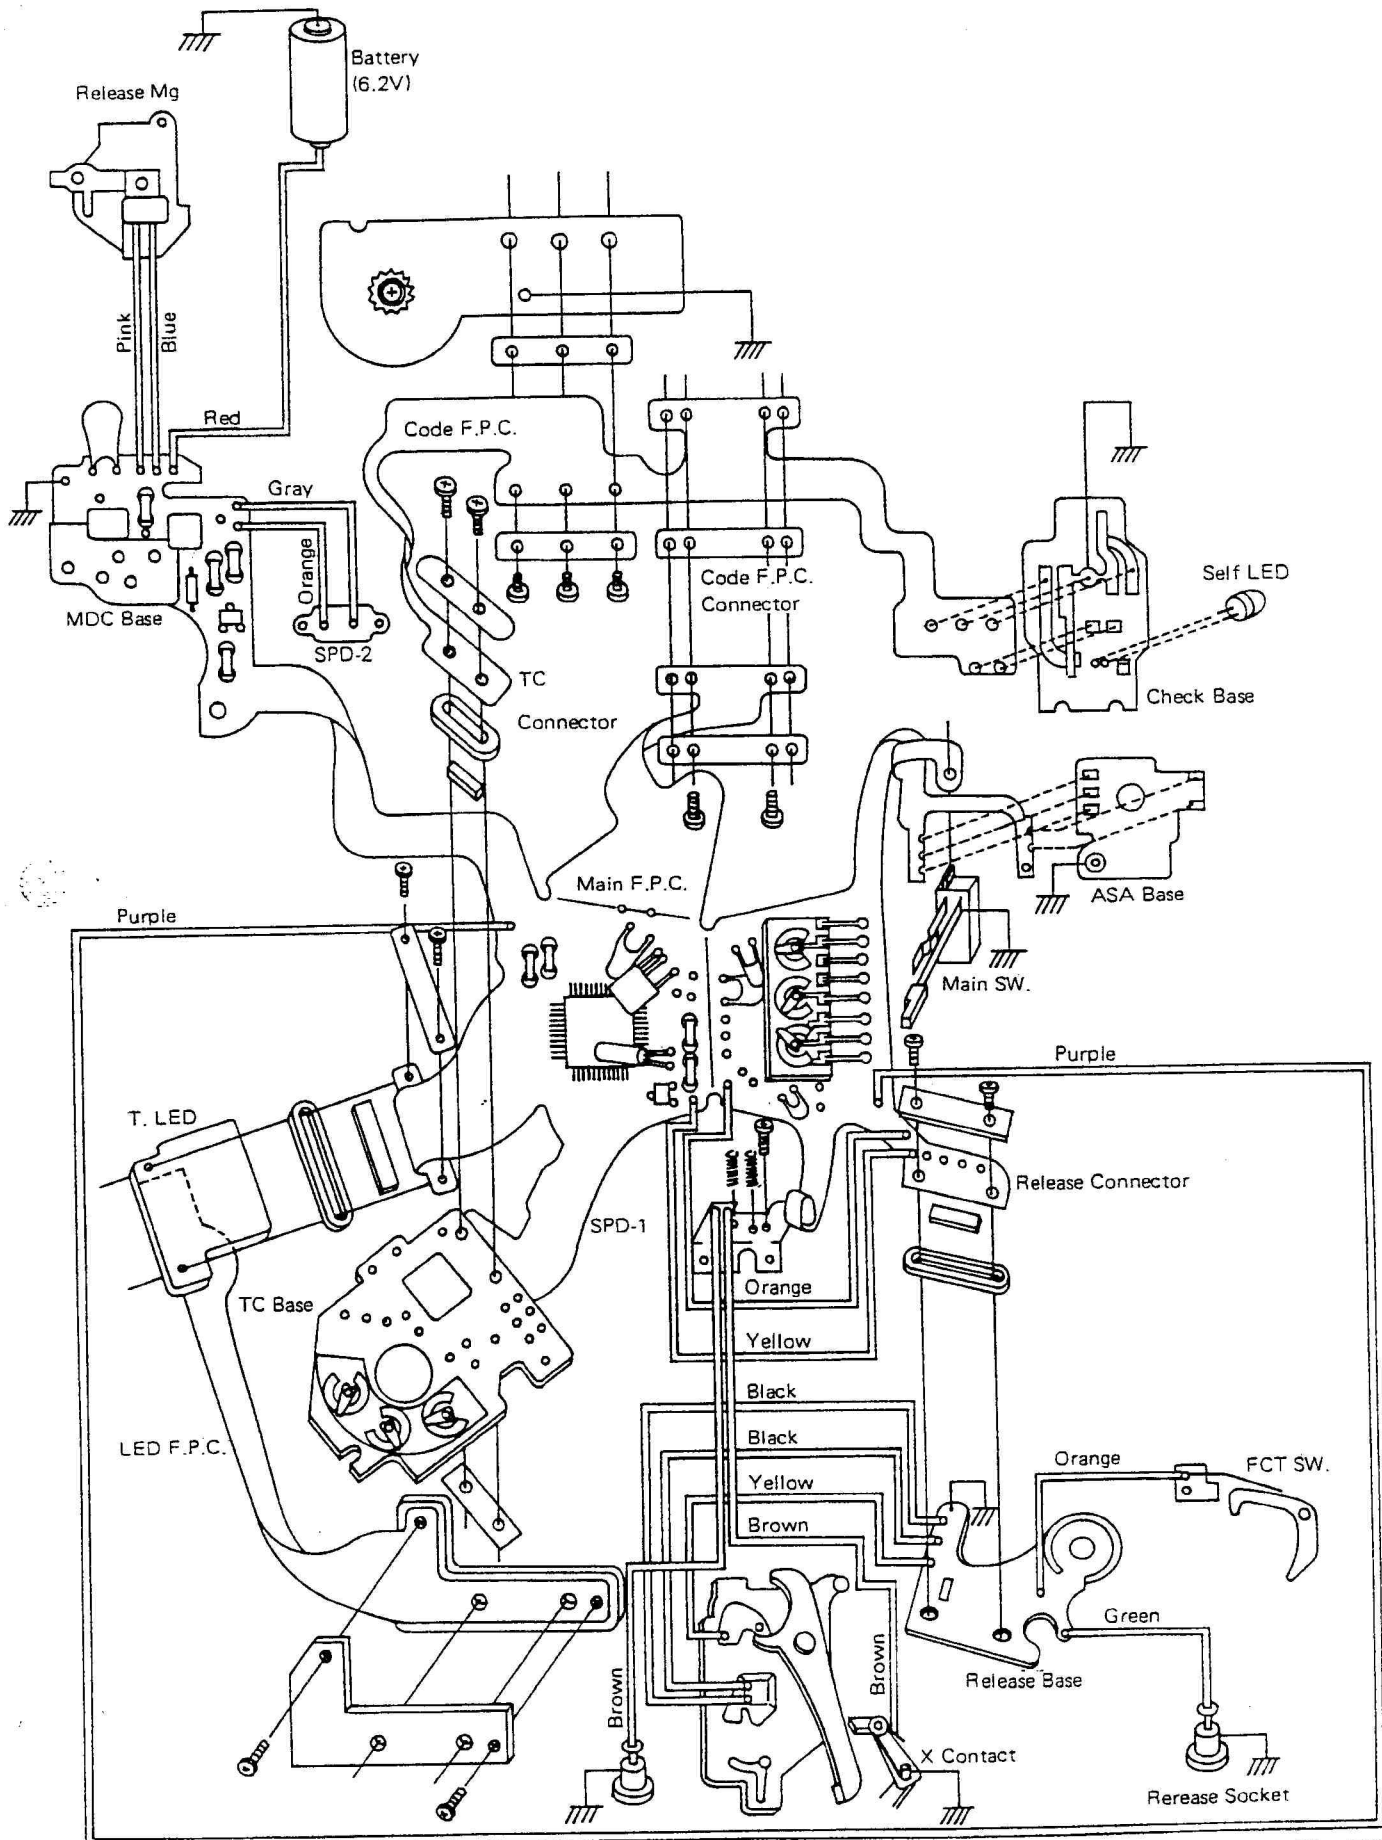 Battery
(6.2V)
Release Mg
Pink
Blue
Red
Code F.P.C.
Gray
Orange
MDC Base
SPD-2
Code F.P.C.
Connector
Self LED
TC
Connector
Check Base
Main F.P.C.
ASA Base
Purple
Main SW.
Purple
T. LED
Release Connector
SPD-1
TC Base
Orange
Yellow
Black
LED F.P.C.
Black
Orange
FCT SW.
Yellow
Brown
Green
Brown
Brown
Release Base
X Contact
Rerease Socket